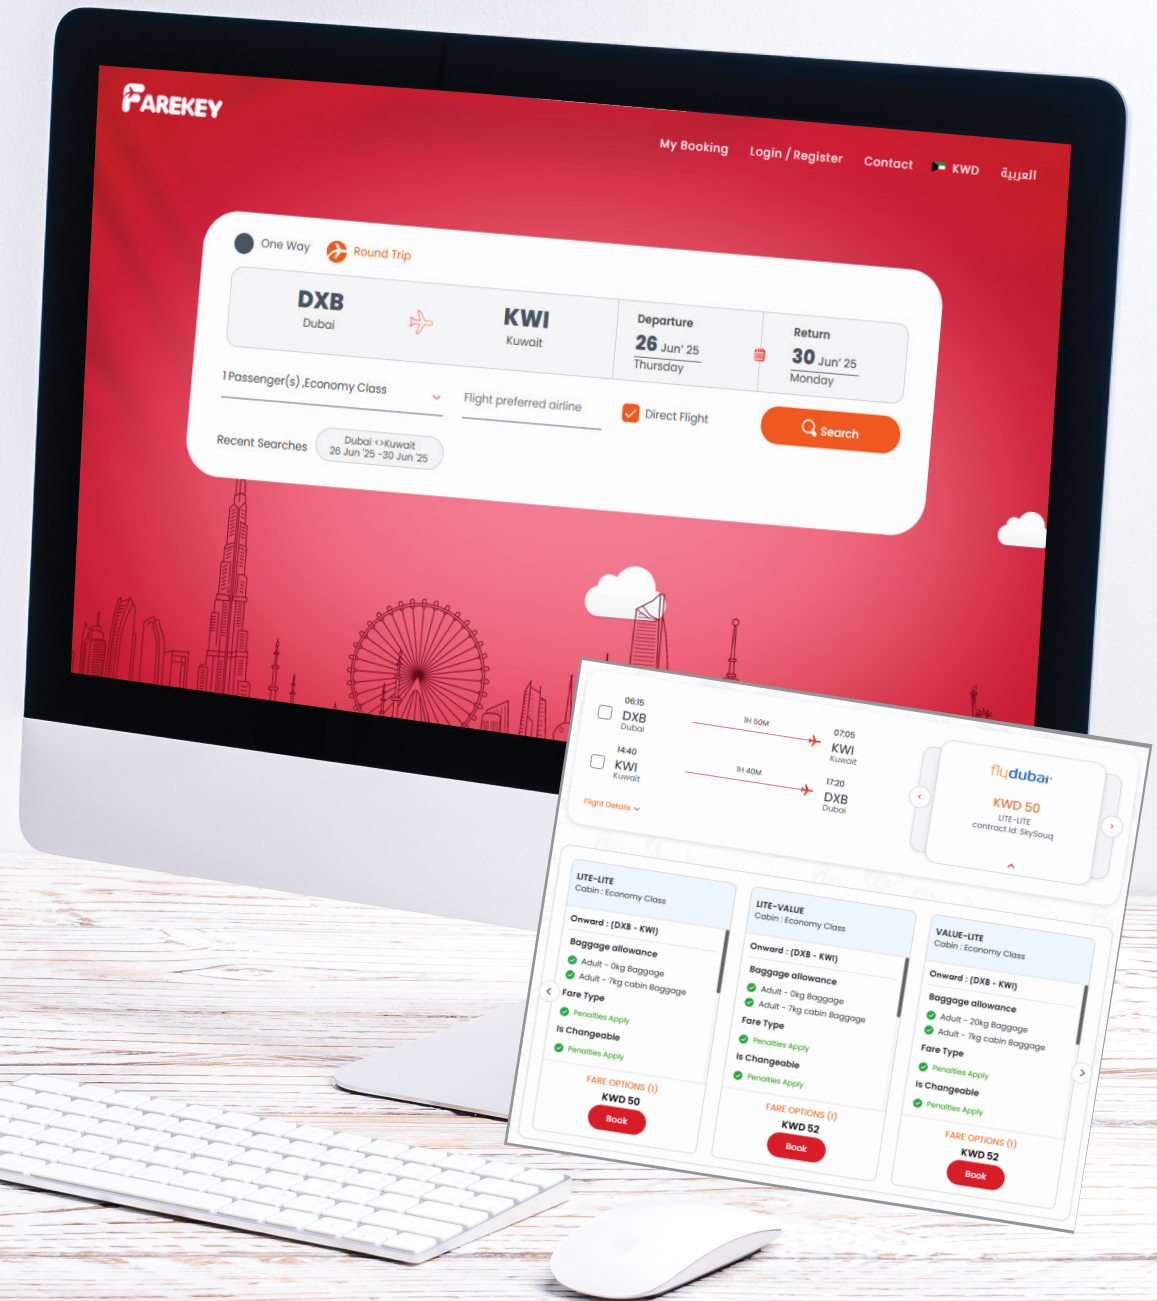 FAREKEY
My Booking Login / Register Contact KWD العربية
One Way Round Trip
DXB
Dubai
KWI
Kuwait
Departure
26 Jun' 25
Thursday
Return
30 Jun' 25
Monday
1 Passenger(s) ,Economy Class
Flight preferred airline
Direct Flight
Search
Recent Searches
Dubai <>Kuwait
26 Jun '25 -30 Jun '25
06:15
DXB
Dubai
1H 50M
07:05
KWI
Kuwait
14:40
KWI
Kuwait
1H 40M
17:20
DXB
Dubai
Flight Details
flydubai
KWD 50
LITE-LITE
contract Id: SkySouq
LITE-LITE
Cabin : Economy Class
Onward : (DXB - KWI)
Baggage allowance
Adult - 0kg Baggage
Adult - 7kg cabin Baggage
Fare Type
Penalties Apply
Is Changeable
Penalties Apply
FARE OPTIONS (1)
KWD 50
Book
LITE-VALUE
Cabin : Economy Class
Onward : (DXB - KWI)
Baggage allowance
Adult - 0kg Baggage
Adult - 7kg cabin Baggage
Fare Type
Penalties Apply
Is Changeable
Penalties Apply
FARE OPTIONS (1)
KWD 52
Book
VALUE-LITE
Cabin : Economy Class
Onward : (DXB - KWI)
Baggage allowance
Adult - 20kg Baggage
Adult - 7kg cabin Baggage
Fare Type
Penalties Apply
Is Changeable
Penalties Apply
FARE OPTIONS (1)
KWD 52
Book